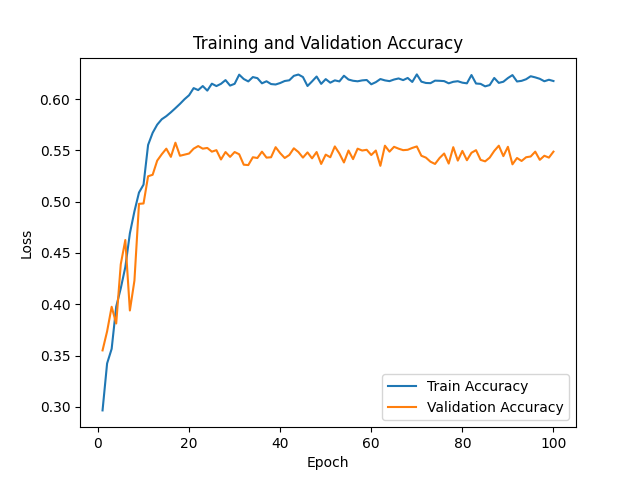 Training and Validation Accuracy
Loss
0.60
0.55
0.50
0.45
0.40
0.35
0.30
0 20 40 60 80 100
Epoch
Train Accuracy
Validation Accuracy